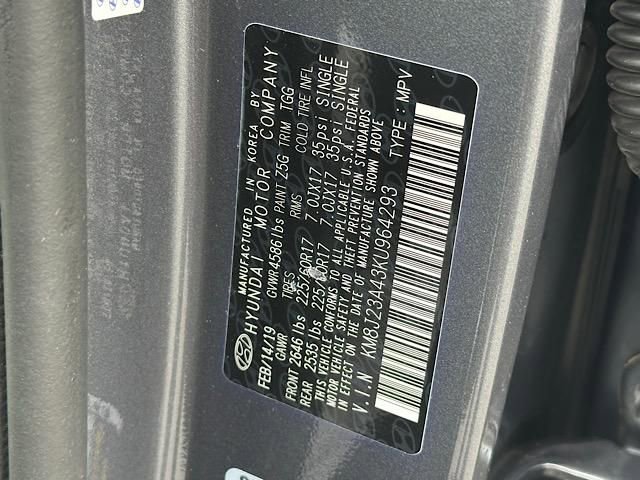 MANUFACTURED IN KOREA BY
HYUNDAI MOTOR COMPANY
FEB/14/19 GVWR 4586 lbs PAINT Z5G TRIM TGG
GAWR TIRES RIMS COLD TIRE INFL
FRONT 2646 lbs 225/60R17 7.0JX17 35psi SINGLE
REAR 2535 lbs 225/60R17 7.0JX17 35psi SINGLE
THIS VEHICLE CONFORMS TO ALL APPLICABLE U.S.A. FEDERAL
MOTOR VEHICLE SAFETY AND THEFT PREVENTION STANDARDS
IN EFFECT ON THE DATE OF MANUFACTURE SHOWN ABOVE
V.I.N KM8J23A43KU964293 TYPE : MPV